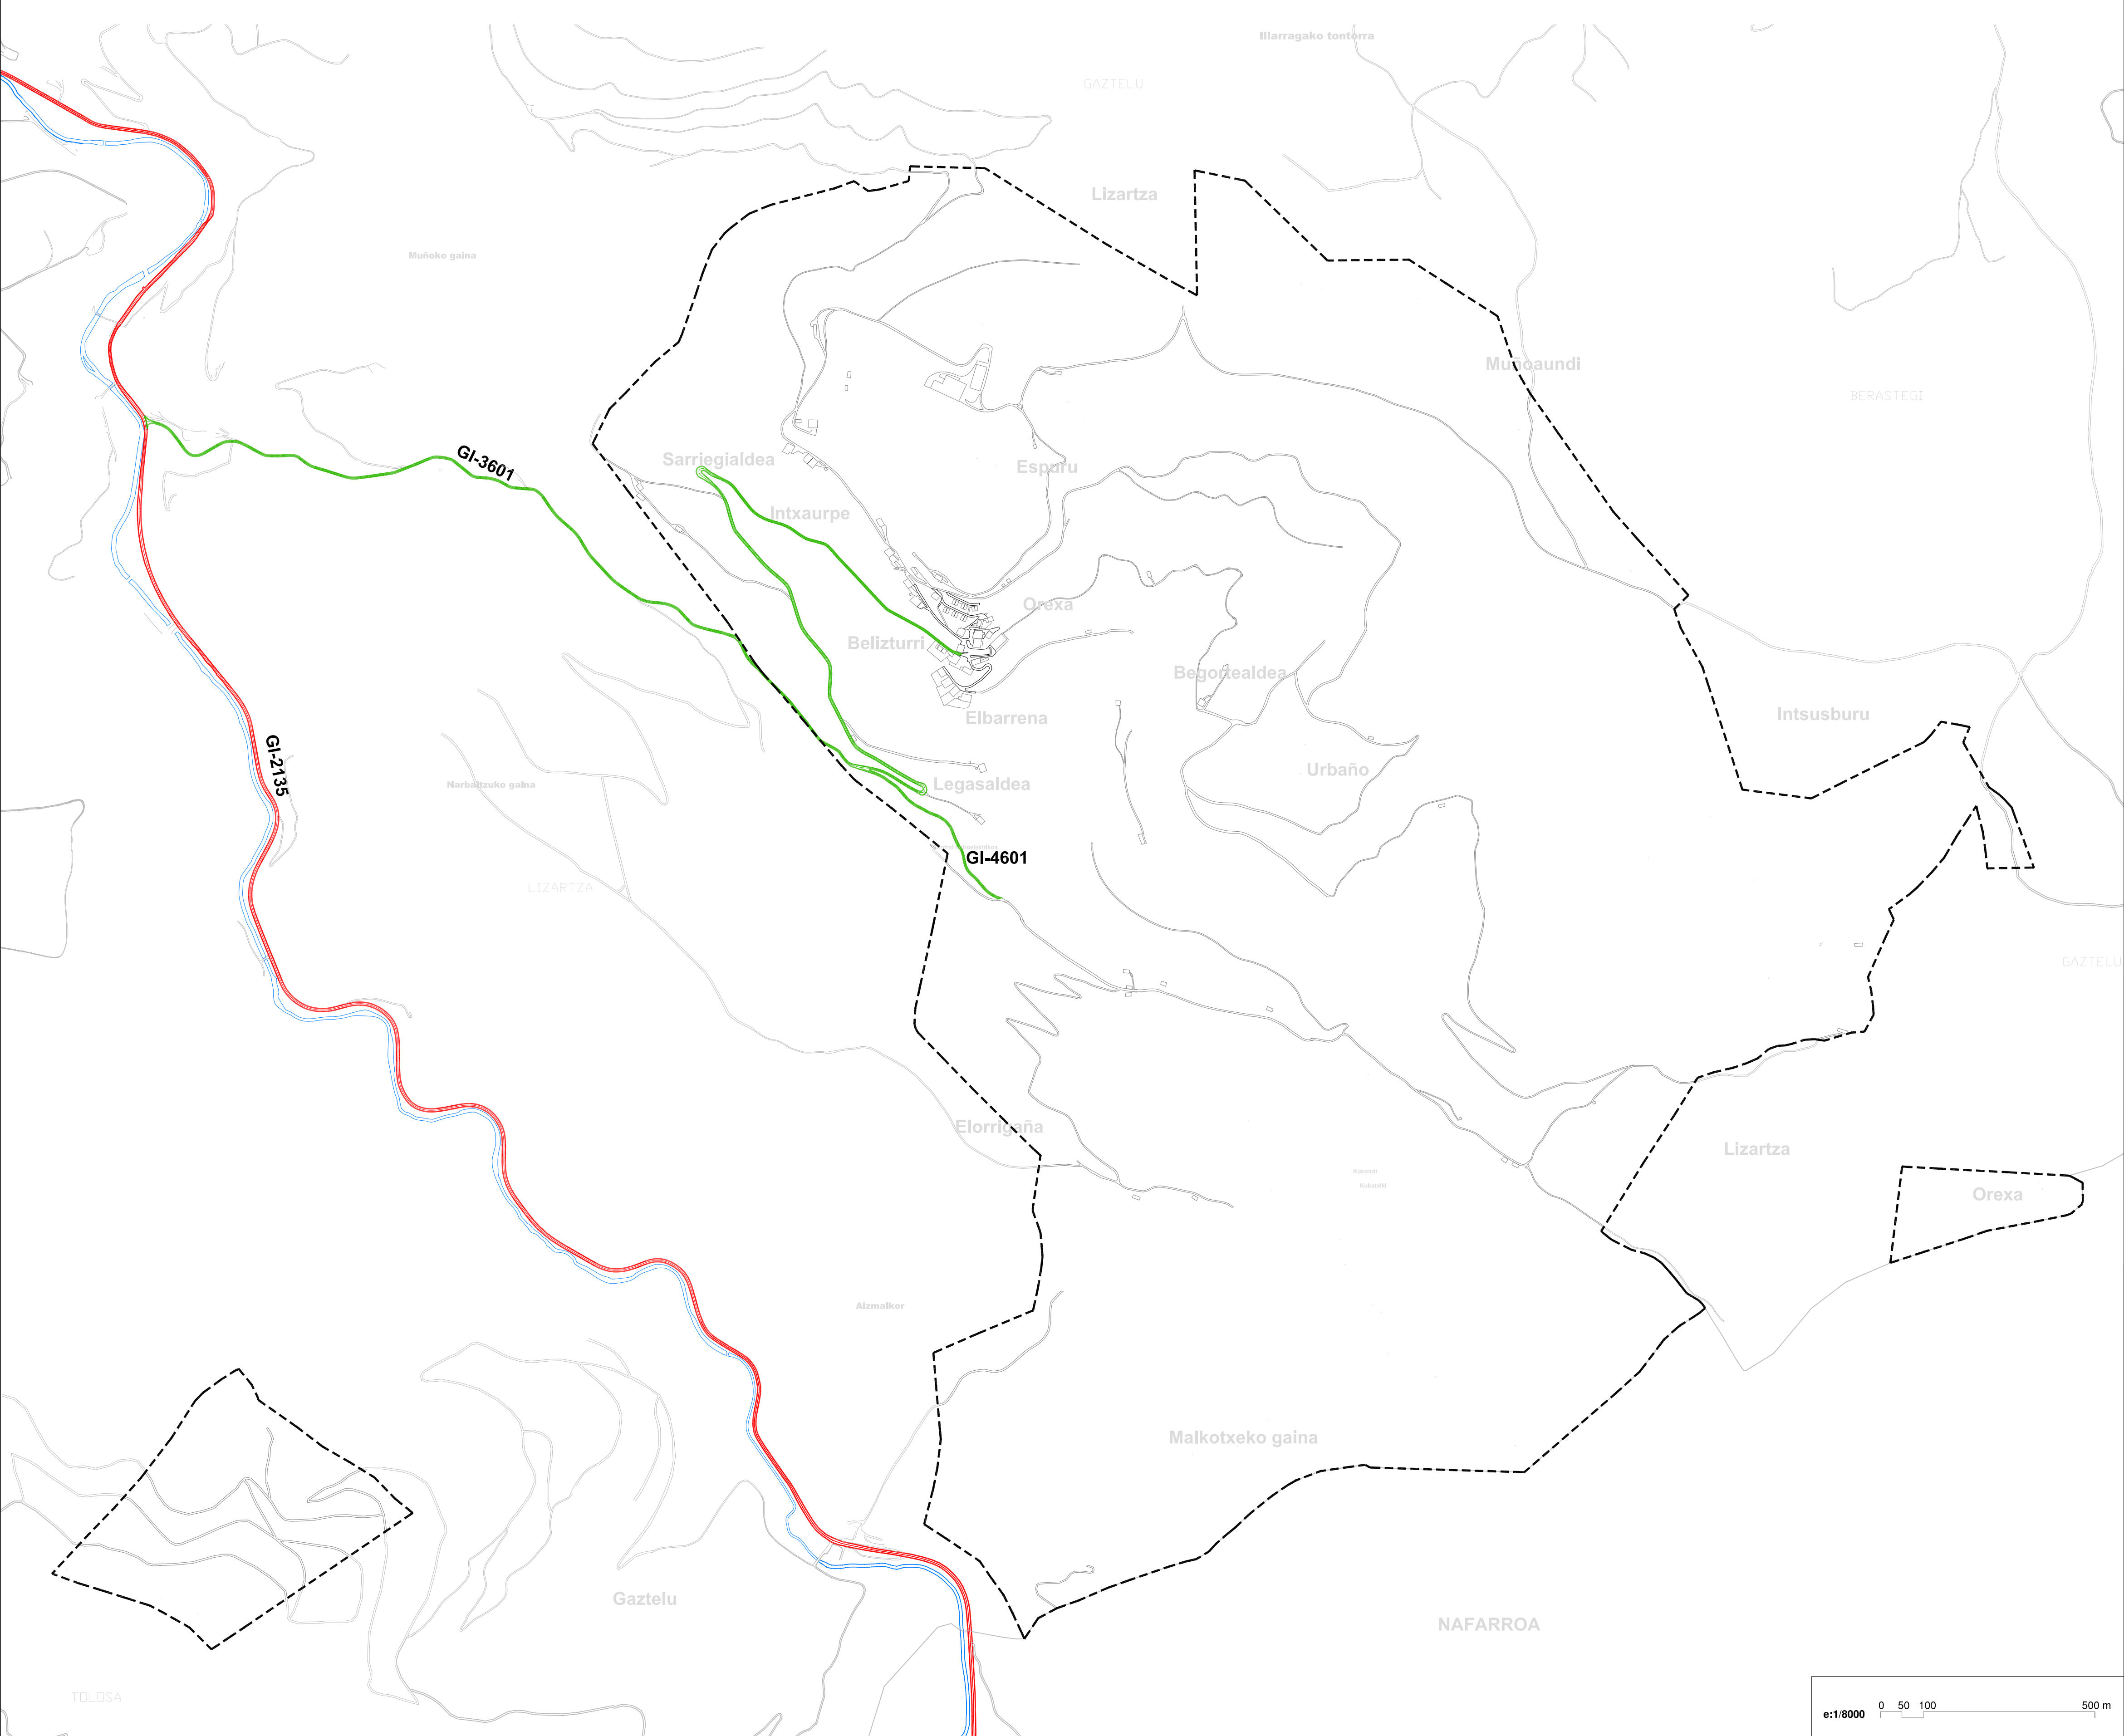 Illarragako tontorra
GAZTELU
Lizartza
Muñoko gaina
Muñoaundi
BERASTEGI
GI-3601
Sarriegialdea
Espuru
Intxaurpe
Orexa
Belizturri
Begortealdea
Elbarrena
Intsusburu
GI-2135
Urbaño
Narbaitzuko gaina
Legasaldea
GI-4601
LIZARTZA
GAZTELU
Elorrigaña
Lizartza
Orexa
Aizmalkor
Malkotxeko gaina
Gaztelu
NAFARROA
TOLOSA
e:1/8000 0 50 100 500 m